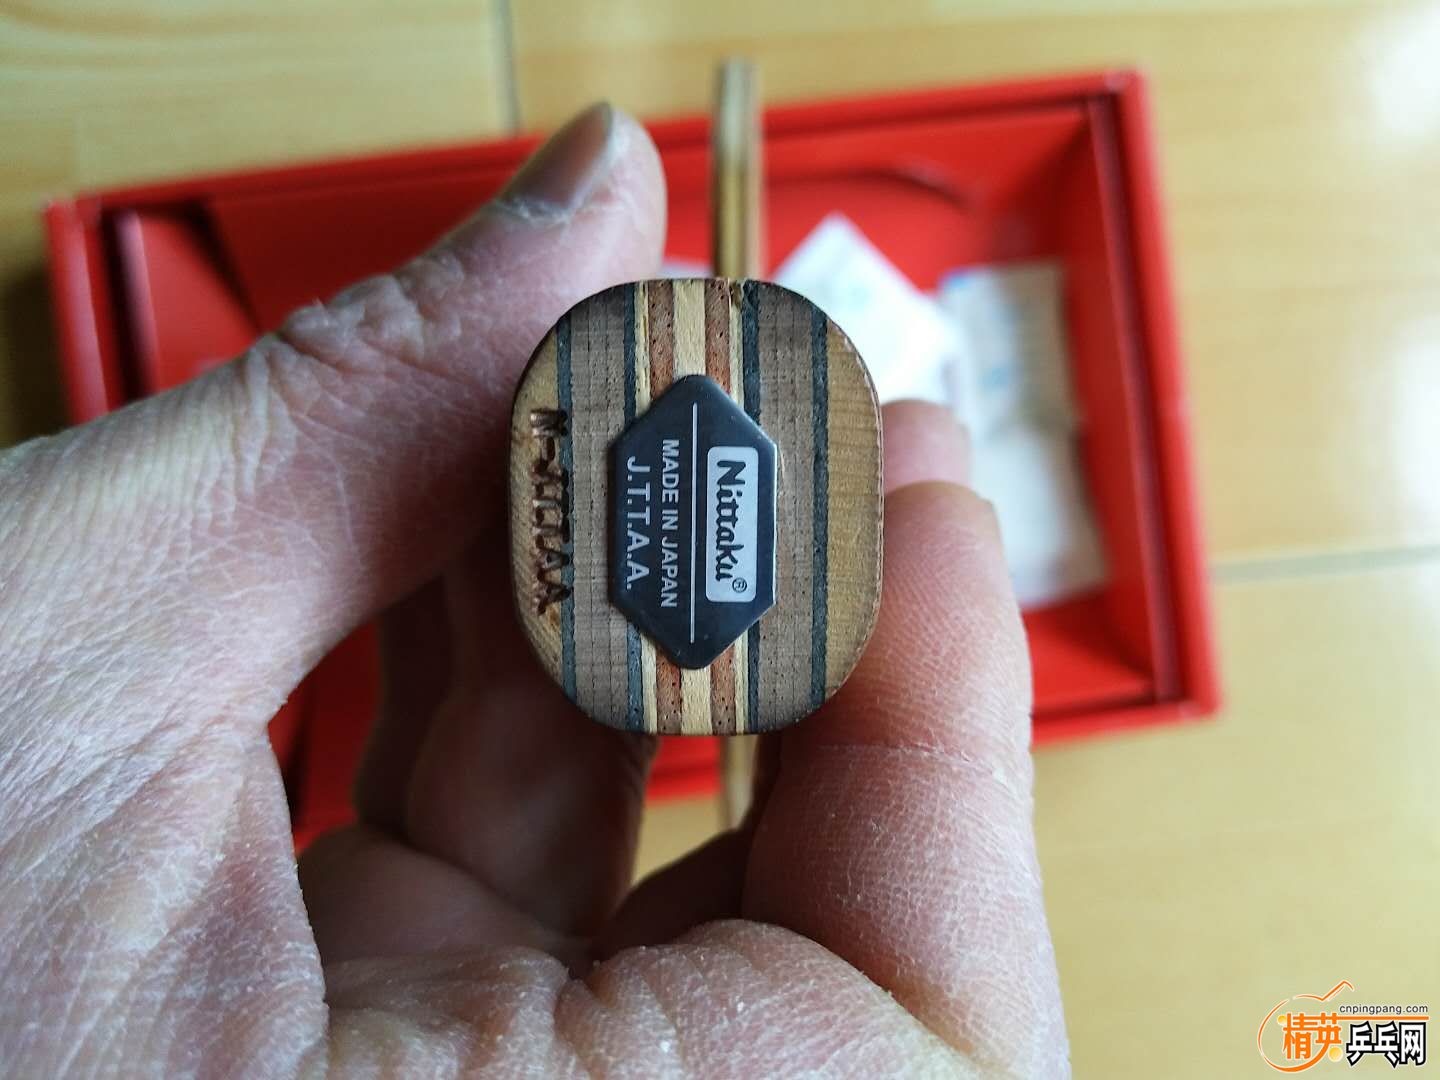 Nittaku®
MADE IN JAPAN
J.T.T.A.A.
N-J.T.T.A.A
cnpingpang.com
精英乒乓网